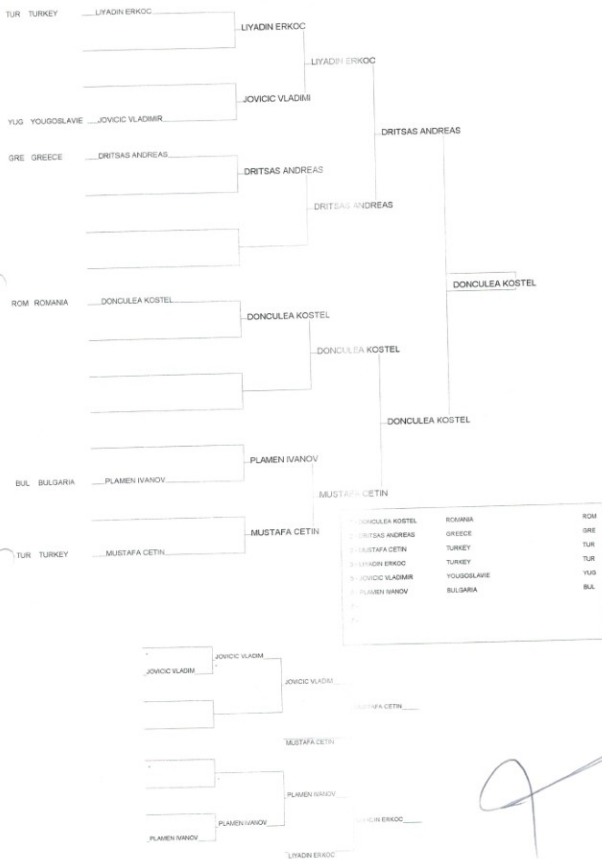 TUR TURKEY LIYADIN ERKOC
LIYADIN ERKOC
LIYADIN ERKOC
JOVICIC VLADIMI
YUG YOUGOSLAVIE JOVICIC VLADIMIR
DRITSAS ANDREAS
GRE GREECE DRITSAS ANDREAS
DRITSAS ANDREAS
DRITSAS ANDREAS
DONCULEA KOSTEL
ROM ROMANIA DONCULEA KOSTEL
DONCULEA KOSTEL
DONCULEA KOSTEL
DONCULEA KOSTEL
PLAMEN IVANOV
BUL BULGARIA PLAMEN IVANOV
MUSTAFA CETIN
MUSTAFA CETIN
TUR TURKEY MUSTAFA CETIN
DONCULEA KOSTEL ROMANIA ROM
DRITSAS ANDREAS GREECE GRE
MUSTAFA CETIN TURKEY TUR
LIYADIN ERKOC TURKEY TUR
JOVICIC VLADIMIR YOUGOSLAVIE YUG
PLAMEN IVANOV BULGARIA BUL
JOVICIC VLADIM
JOVICIC VLADIM
JOVICIC VLADIM
MUSTAFA CETIN
MUSTAFA CETIN
PLAMEN IVANOV
PLAMEN IVANOV
LIYADIN ERKOC
PLAMEN IVANOV
LIYADIN ERKOC